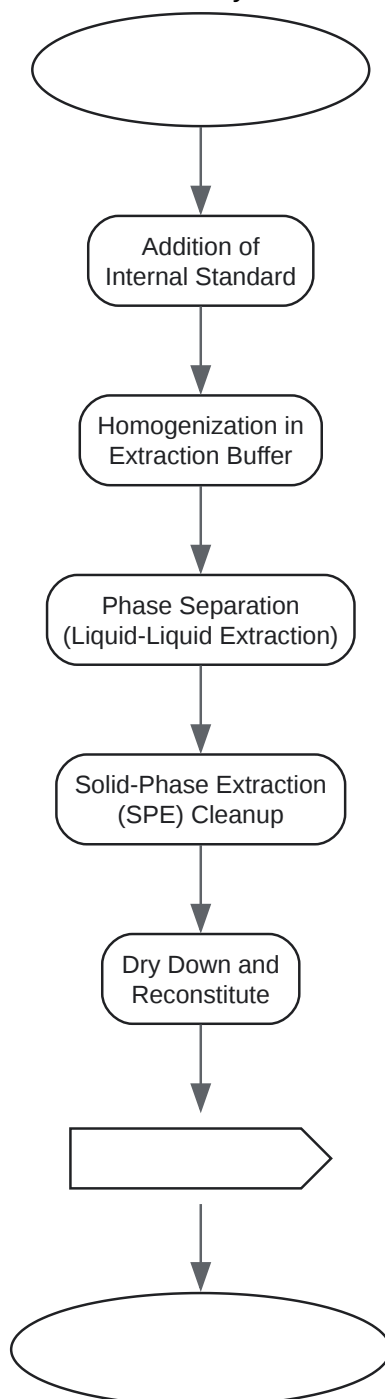 Addition of
Internal Standard
Homogenization in
Extraction Buffer
Phase Separation
(Liquid-Liquid Extraction)
Solid-Phase Extraction
(SPE) Cleanup
Dry Down and
Reconstitute